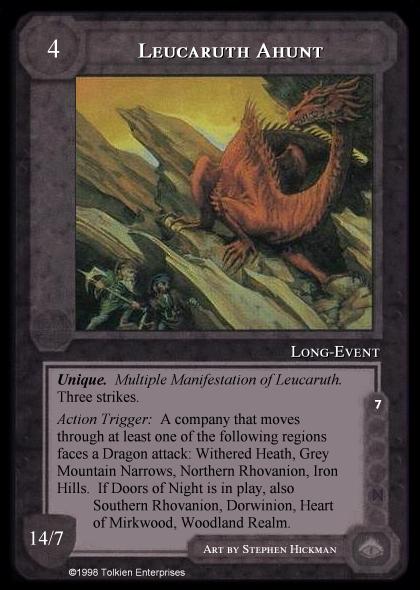 4
LEUCARUTH AHUNT
LONG-EVENT
Unique. Multiple Manifestation of Leucaruth.
Three strikes.
7
Action Trigger: A company that moves
through at least one of the following regions
faces a Dragon attack: Withered Heath, Grey
Mountain Narrows, Northern Rhovanion, Iron
Hills. If Doors of Night is in play, also
Southern Rhovanion, Dorwinion, Heart
of Mirkwood, Woodland Realm.
14/7
ART BY STEPHEN HICKMAN
©1998 Tolkien Enterprises